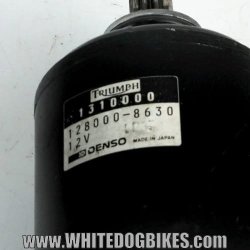 TRIUMPH
1310000
128000-8630
12V
DENSO MADE IN JAPAN
WWW.WHITEDOGBIKES.COM